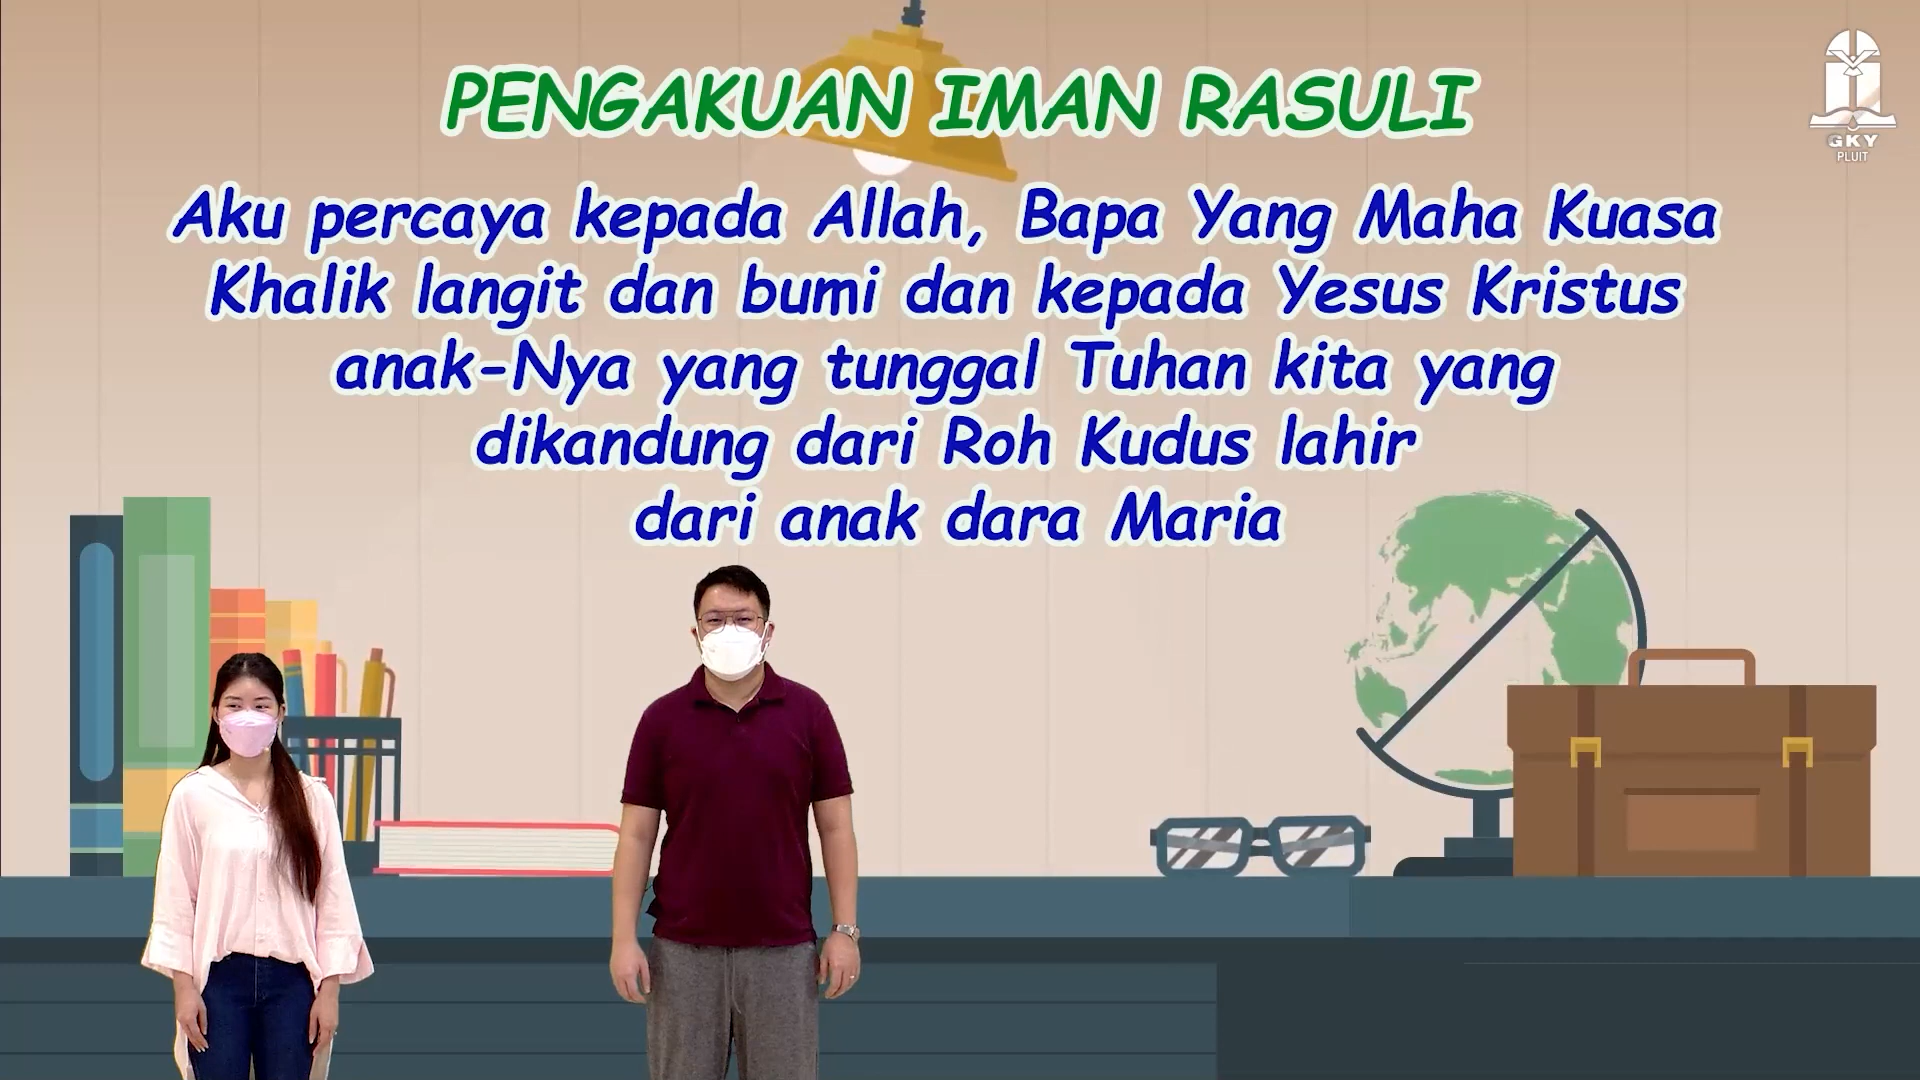 PENGAKUAN IMAN RASULI
Aku percaya kepada Allah, Bapa Yang Maha Kuasa
Khalik langit dan bumi dan kepada Yesus Kristus
anak-Nya yang tunggal Tuhan kita yang
dikandung dari Roh Kudus lahir
dari anak dara Maria
GKY
PLUIT